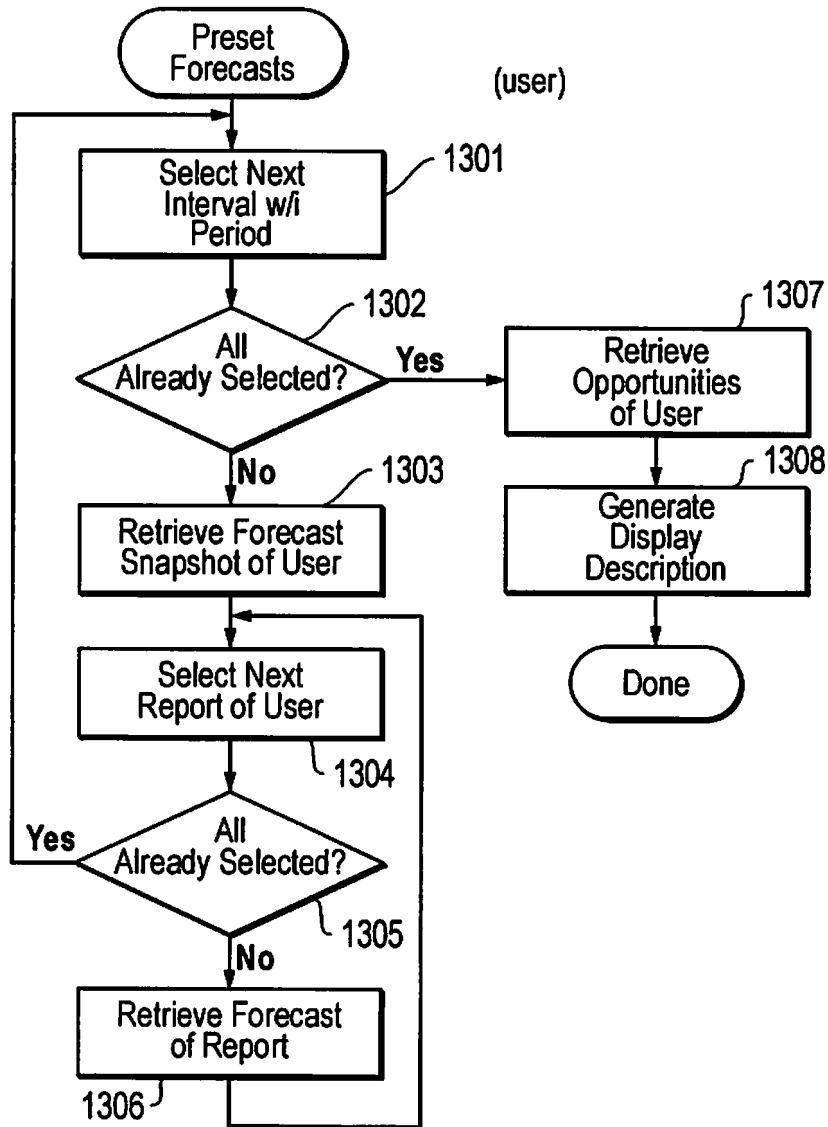 Preset
Forecasts
(user)
1301
Select Next
Interval w/i
Period
1302
All
Already Selected?
Yes
No
1303
Retrieve Forecast
Snapshot of User
Select Next
Report of User
1304
All
Already Selected?
Yes
1305
No
Retrieve Forecast
of Report
1306
1307
Retrieve
Opportunities
of User
1308
Generate
Display
Description
Done